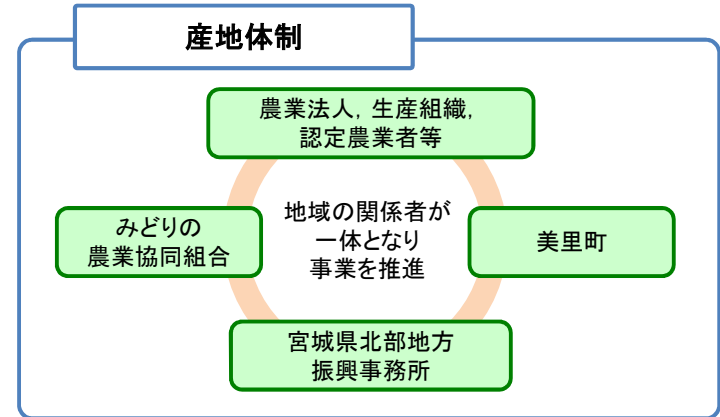 産地体制
農業法人，生産組織，
認定農業者等
みどりの
農業協同組合
地域の関係者が
一体となり
事業を推進
美里町
宮城県北部地方
振興事務所